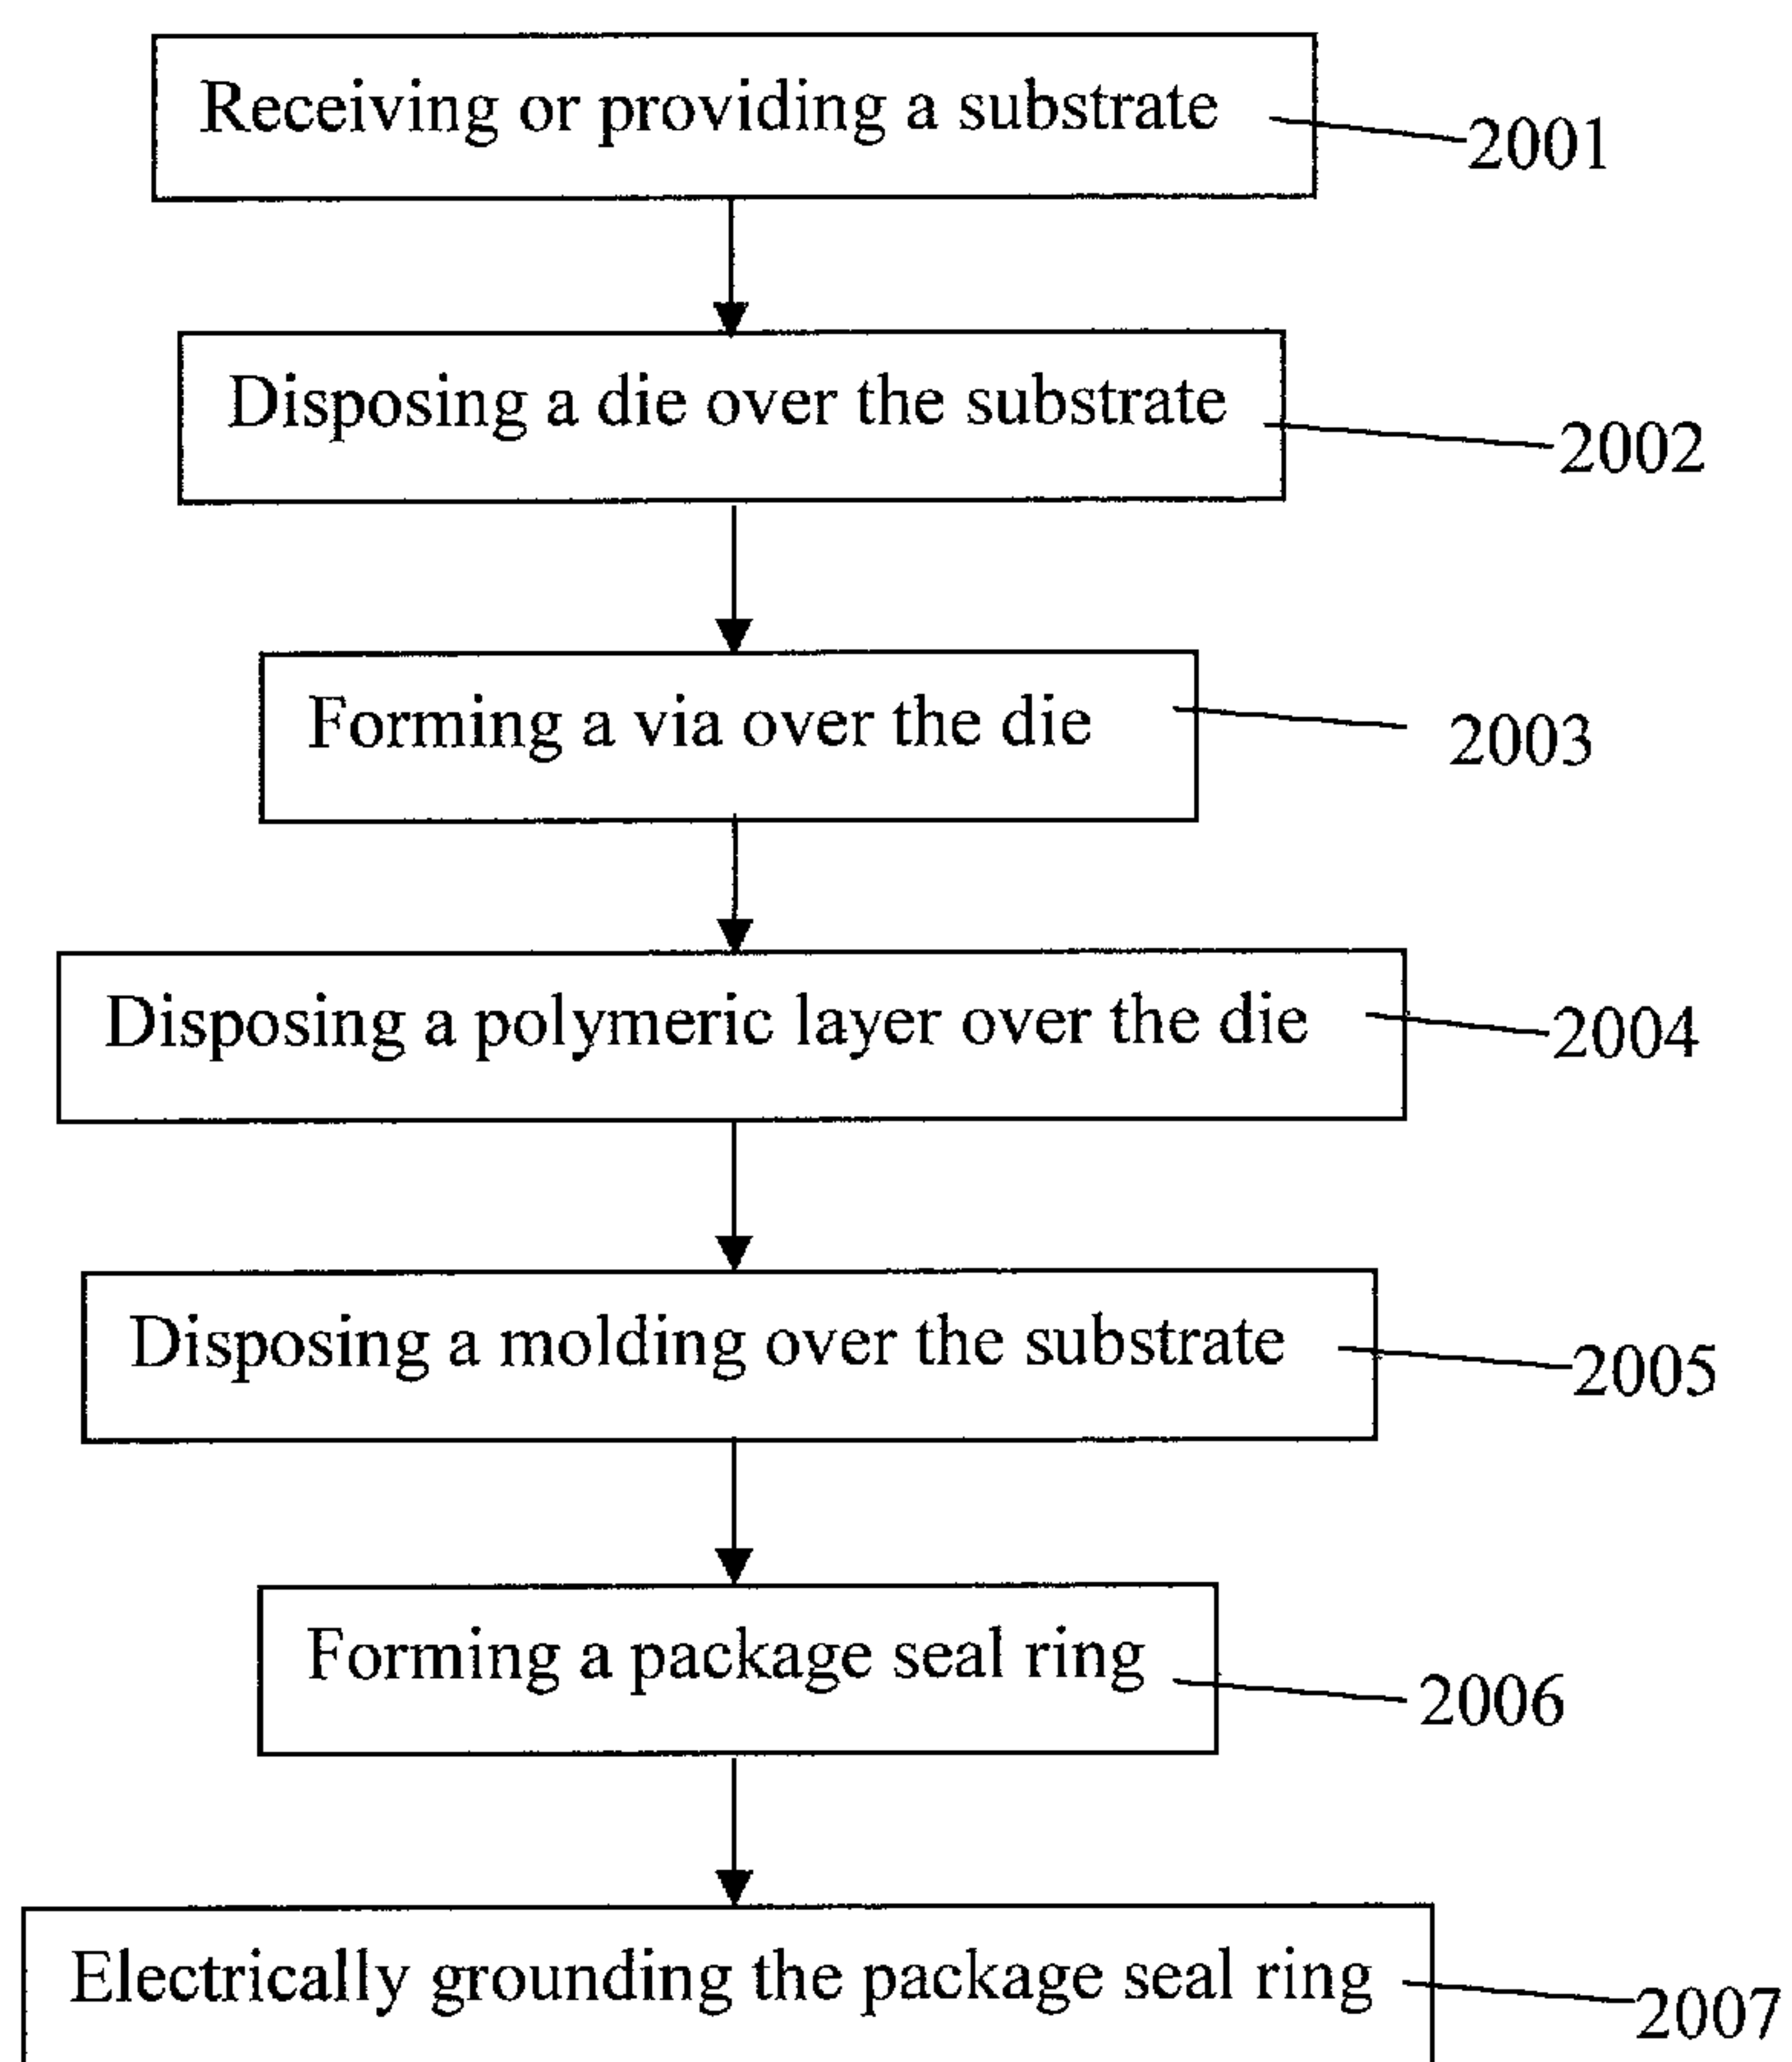 Receiving or providing a substrate
2001
Disposing a die over the substrate
2002
Forming a via over the die
2003
Disposing a polymeric layer over the die
2004
Disposing a molding over the substrate
2005
Forming a package seal ring
2006
Electrically grounding the package seal ring
2007